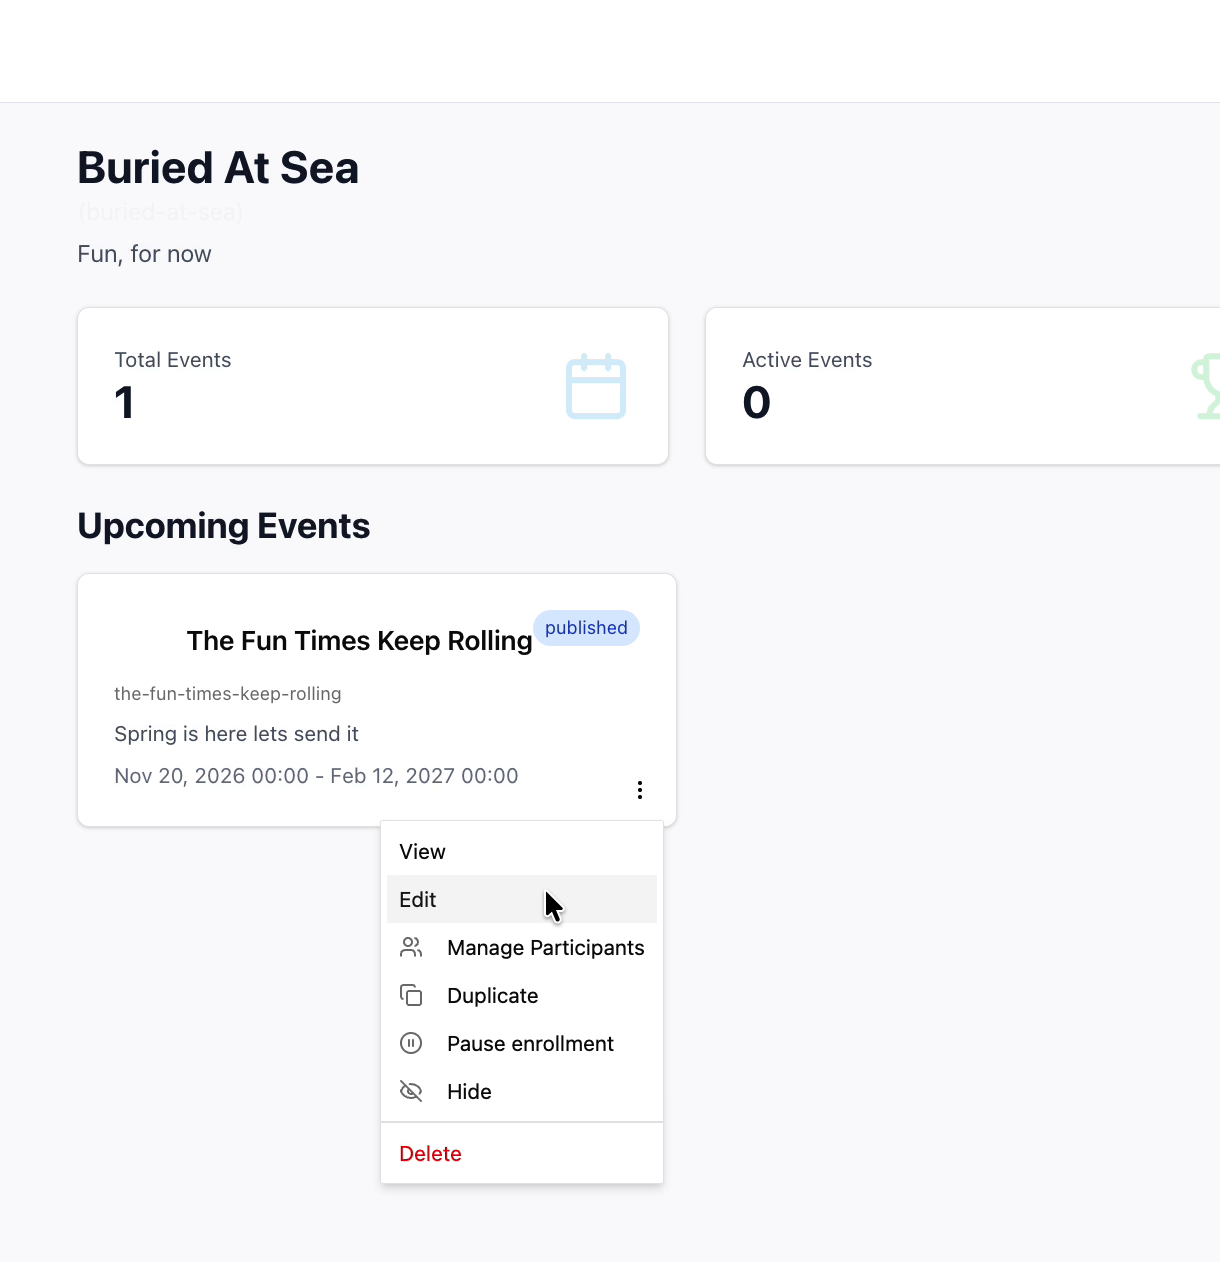 Buried At Sea
(buried-at-sea)
Fun, for now
Total Events
1
Active Events
0
Upcoming Events
The Fun Times Keep Rolling
published
the-fun-times-keep-rolling
Spring is here lets send it
Nov 20, 2026 00:00 - Feb 12, 2027 00:00
View
Edit
Manage Participants
Duplicate
Pause enrollment
Hide
Delete